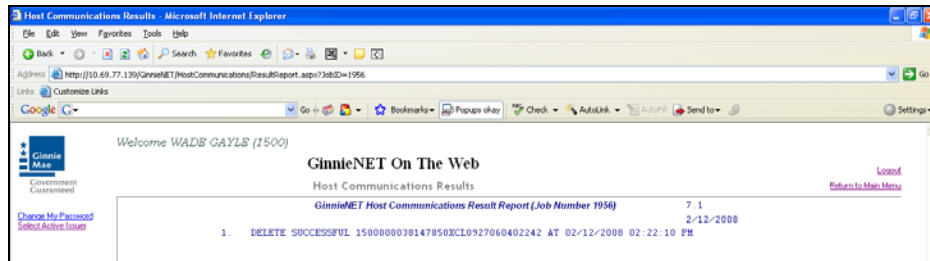 Host Communications Results - Microsoft Internet Explorer
File Edit View Favorites Tools Help
Back Search Favorites
Address http://10.69.77.139/GinnieNET/HostCommunications/ResultReport.aspx?JobID=1956 Go
Links Customize Links
Google G Go Bookmarks Popups okay Check AutoLink AutoFill Send to Settings
Welcome WADE GAYLE (1500)
Ginnie Mae
Government Guaranteed
GinnieNET On The Web
Logout
Host Communications Results
Return to Main Menu
Change My Password
Select Active Issuer
GinnieNET Host Communications Result Report (Job Number 1956) 7.1
2/12/2008
1. DELETE SUCCESSFUL 1500000038147850XCL0927060402242 AT 02/12/2008 02:22:10 PM